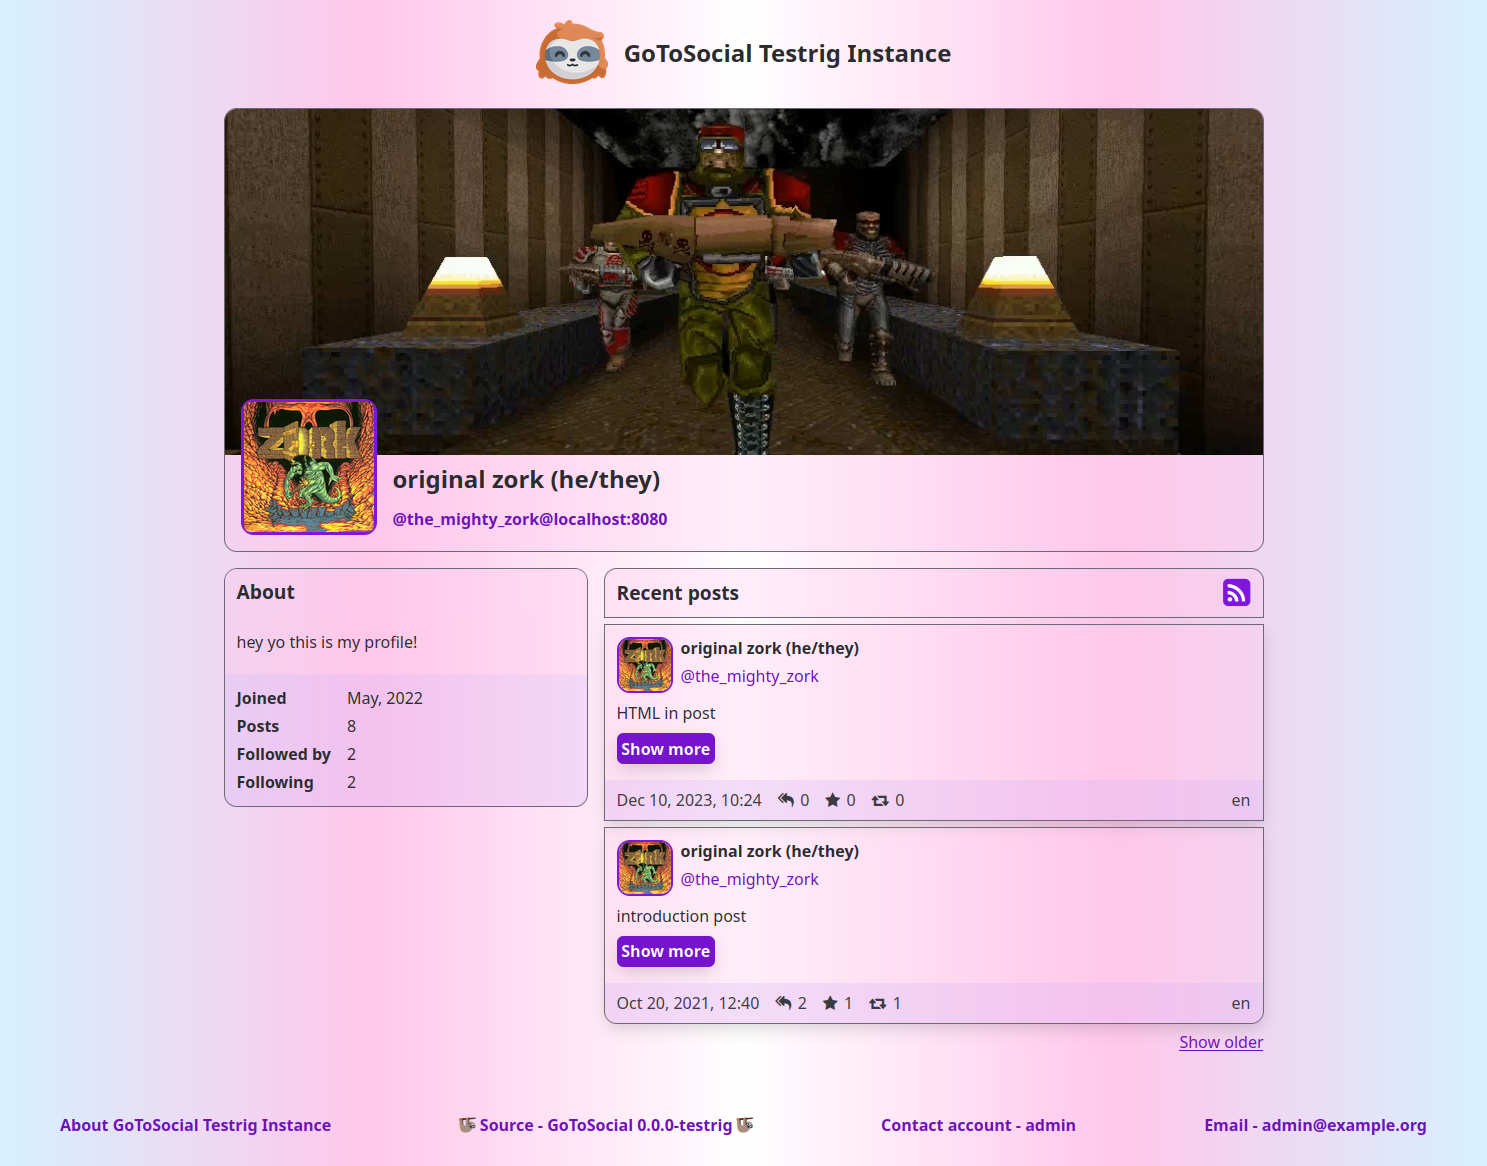 GoToSocial Testrig Instance
ZORK
original zork (he/they)
@the_mighty_zork@localhost:8080
About
hey yo this is my profile!
Joined May, 2022
Posts 8
Followed by 2
Following 2
Recent posts
ZORK
original zork (he/they)
@the_mighty_zork
HTML in post
Show more
Dec 10, 2023, 10:24 0 0 0 en
ZORK
original zork (he/they)
@the_mighty_zork
introduction post
Show more
Oct 20, 2021, 12:40 2 1 1 en
Show older
About GoToSocial Testrig Instance
Source - GoToSocial 0.0.0-testrig
Contact account - admin
Email - admin@example.org